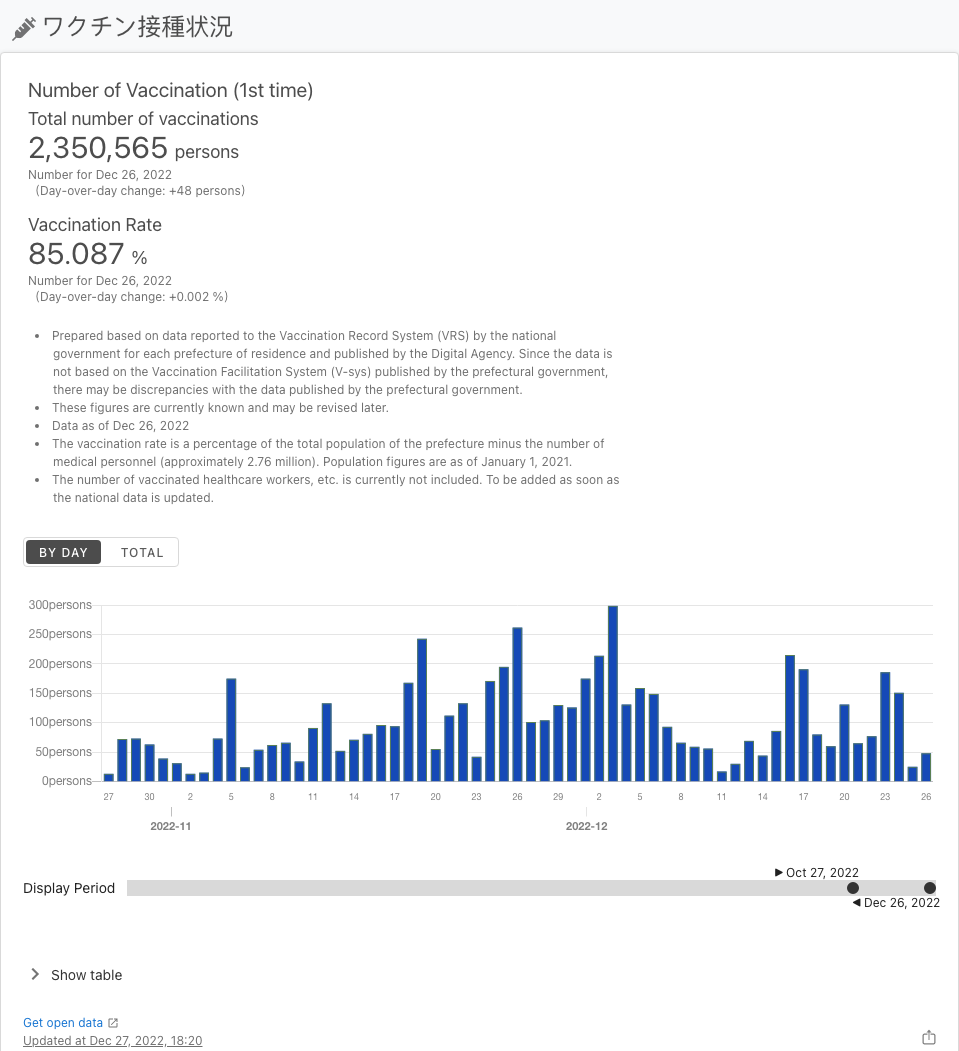 ワクチン接種状況
Number of Vaccination (1st time)
Total number of vaccinations
2,350,565 persons
Number for Dec 26, 2022
(Day-over-day change: +48 persons)
Vaccination Rate
85.087 %
Number for Dec 26, 2022
(Day-over-day change: +0.002 %)
• Prepared based on data reported to the Vaccination Record System (VRS) by the national
government for each prefecture of residence and published by the Digital Agency. Since the data is
not based on the Vaccination Facilitation System (V-sys) published by the prefectural government,
there may be discrepancies with the data published by the prefectural government.
• These figures are currently known and may be revised later.
• Data as of Dec 26, 2022
• The vaccination rate is a percentage of the total population of the prefecture minus the number of
medical personnel (approximately 2.76 million). Population figures are as of January 1, 2021.
• The number of vaccinated healthcare workers, etc. is currently not included. To be added as soon as
the national data is updated.
BY DAY TOTAL
300persons
250persons
200persons
150persons
100persons
50persons
0persons
27 30 2 5 8 11 14 17 20 23 26 29 2 5 8 11 14 17 20 23 26
2022-11 2022-12
▶ Oct 27, 2022
Display Period
◀ Dec 26, 2022
Show table
Get open data
Updated at Dec 27, 2022, 18:20